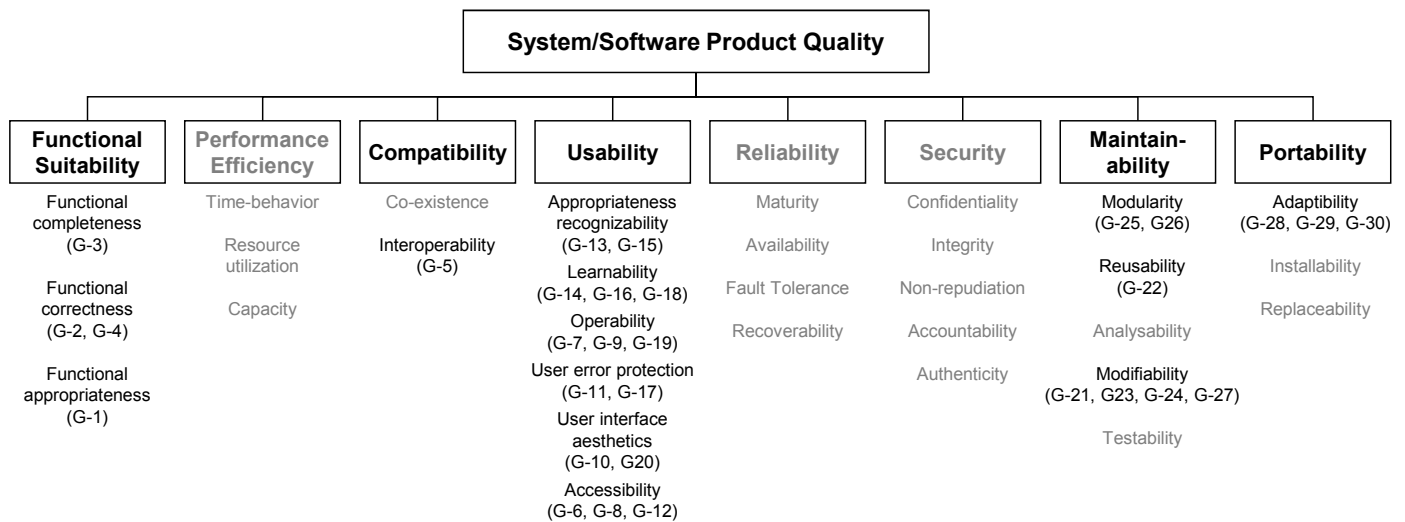 System/Software Product Quality
Functional
Suitability
Functional
completeness
(G-3)
Functional
correctness
(G-2, G-4)
Functional
appropriateness
(G-1)
Performance
Efficiency
Time-behavior
Resource
utilization
Capacity
Compatibility
Co-existence
Interoperability
(G-5)
Usability
Appropriateness
recognizability
(G-13, G-15)
Learnability
(G-14, G-16, G-18)
Operability
(G-7, G-9, G-19)
User error protection
(G-11, G-17)
User interface
aesthetics
(G-10, G20)
Accessibility
(G-6, G-8, G-12)
Reliability
Maturity
Availability
Fault Tolerance
Recoverability
Security
Confidentiality
Integrity
Non-repudiation
Accountability
Authenticity
Maintain-
ability
Modularity
(G-25, G26)
Reusability
(G-22)
Analysability
Modifiability
(G-21, G23, G-24, G-27)
Testability
Portability
Adaptibility
(G-28, G-29, G-30)
Installability
Replaceability